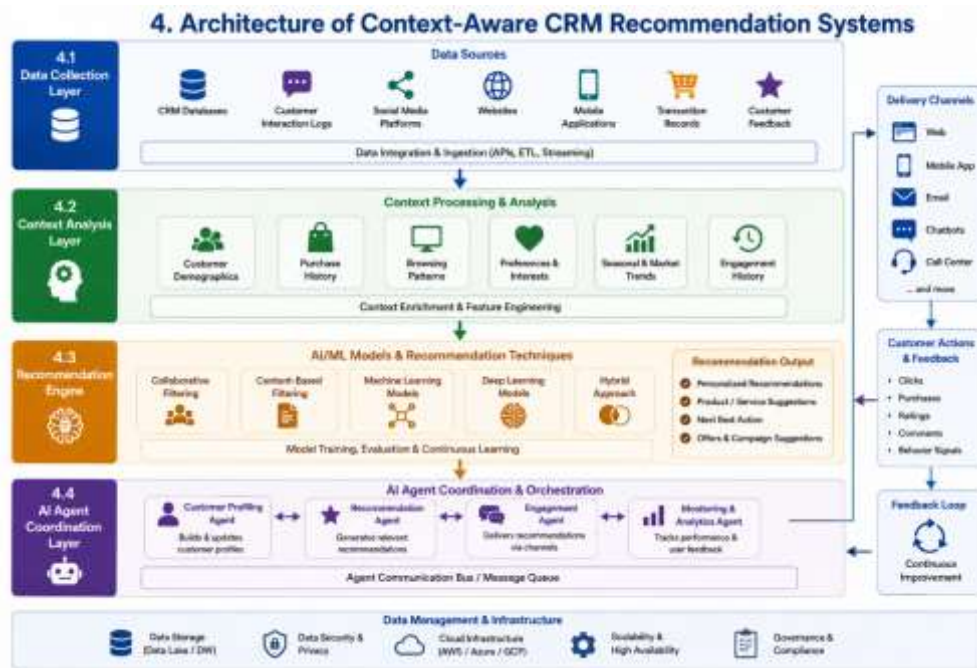 4. Architecture of Context-Aware CRM Recommendation Systems
4.1
Data Collection
Layer
Data Sources
CRM Databases
Customer
Interaction Logs
Social Media
Platforms
Websites
Mobile
Applications
Transaction
Records
Customer
Feedback
Data Integration & Ingestion (APIs, ETL, Streaming)
4.2
Context Analysis
Layer
Context Processing & Analysis
Customer
Demographics
Purchase
History
Browsing
Patterns
Preferences &
Interests
Seasonal & Market
Trends
Engagement
History
Context Enrichment & Feature Engineering
4.3
Recommendation
Engine
AI/ML Models & Recommendation Techniques
Collaborative
Filtering
Content-Based
Filtering
Machine Learning
Models
Deep Learning
Models
Hybrid
Approach
Model Training, Evaluation & Continuous Learning
Recommendation Output
Personalized Recommendations
Product / Service Suggestions
Next Best Action
Offers & Campaign Suggestions
4.4
AI Agent
Coordination
Layer
AI Agent Coordination & Orchestration
Customer Profiling
Agent
Builds & updates
customer profiles
Recommendation
Agent
Generates relevant
recommendations
Engagement
Agent
Delivery recommendations
via channels
Monitoring &
Analytics Agent
Tracks performance &
user feedback
Agent Communication Bus / Message Queue
Delivery Channels
Web
Mobile App
Email
Chatbots
Call Center
... and more
Customer Actions
& Feedback
• Clicks
• Purchases
• Ratings
• Comments
• Behavior Signals
Feedback Loop
Continuous
Improvement
Data Management & Infrastructure
Data Storage
(Data Lake / DW)
Data Security &
Privacy
Cloud Infrastructure
(AWS / Azure / GCP)
Scalability &
High Availability
Governance &
Compliance